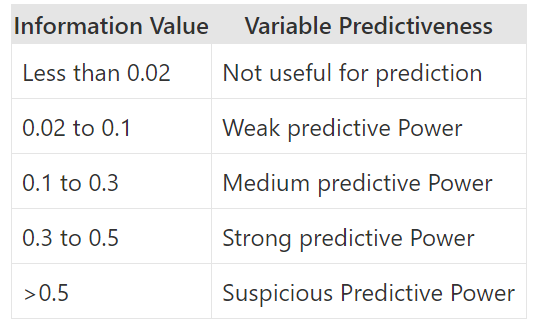 Information Value Variable Predictiveness
Less than 0.02 Not useful for prediction
0.02 to 0.1 Weak predictive Power
0.1 to 0.3 Medium predictive Power
0.3 to 0.5 Strong predictive Power
>0.5 Suspicious Predictive Power